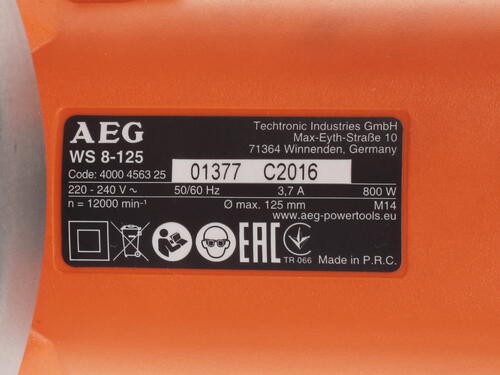 AEG
Techtronic Industries GmbH
Max-Eyth-Straße 10
71364 Winnenden, Germany
WS 8-125
Code: 4000 4563 25
01377 C2016
220 - 240 V ~ 50/60 Hz 3,7 A 800 W
n = 12000 min⁻¹ Ø max. 125 mm M14
www.aeg-powertools.eu
EAC
TR 066
Made in P.R.C.